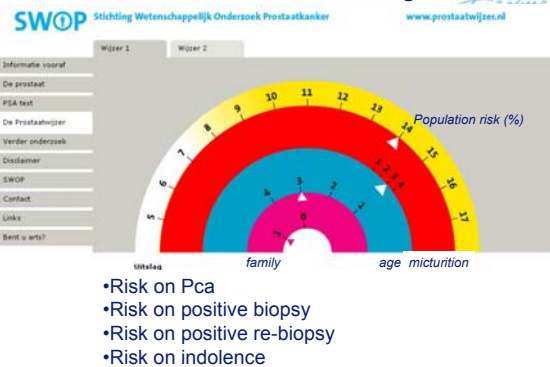 SWOP Stichting Wetenschappelijk Onderzoek Prostaatkanker www.prostaatwijzer.nl
Wijzer 1 Wijzer 2
Informatie vooraf
De prostaat
PSA test
De Prostaatwijzer
Verder onderzoek
Disclaimer
SWOP
Contact
Links
Bent u arts?
5 6 7 8 9 10 11 12 13 14 15 16 17
Population risk (%)
1 2 3 4
4 3 2 1
1 0
Uitslag
family age micturition
•Risk on Pca
•Risk on positive biopsy
•Risk on positive re-biopsy
•Risk on indolence